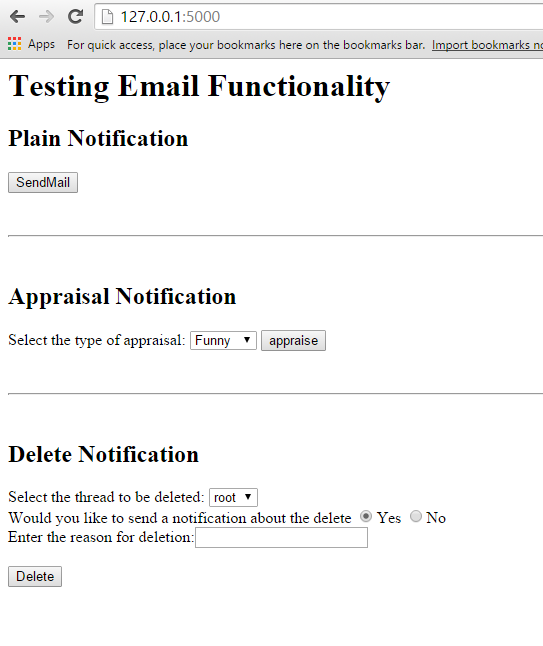 127.0.0.1:5000
Apps For quick access, place your bookmarks here on the bookmarks bar. Import bookmarks
Testing Email Functionality
Plain Notification
SendMail
Appraisal Notification
Select the type of appraisal: Funny appraise
Delete Notification
Select the thread to be deleted: root
Would you like to send a notification about the delete Yes No
Enter the reason for deletion:
Delete